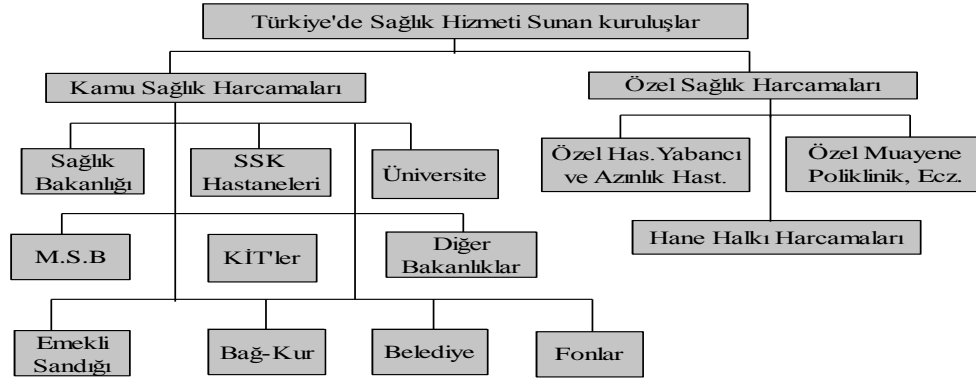 Türkiye'de Sağlık Hizmeti Sunan kuruluşlar
Kamu Sağlık Harcamaları
Özel Sağlık Harcamaları
Sağlık
Bakanlığı
SSK
Hastaneleri
Üniversite
Özel Has.Yabancı
ve Azınlık Hast.
Özel Muayene
Poliklinik, Ecz.
M.S.B
KİT'ler
Diğer
Bakanlıklar
Hane Halkı Harcamaları
Emekli
Sandığı
Bağ-Kur
Belediye
Fonlar